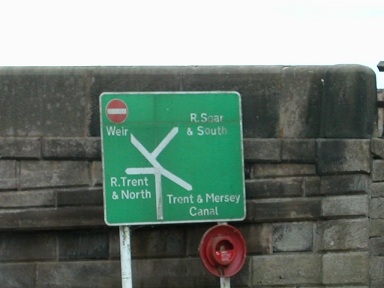 Weir
R.Soar
& South
R.Trent
& North
Trent & Mersey
Canal